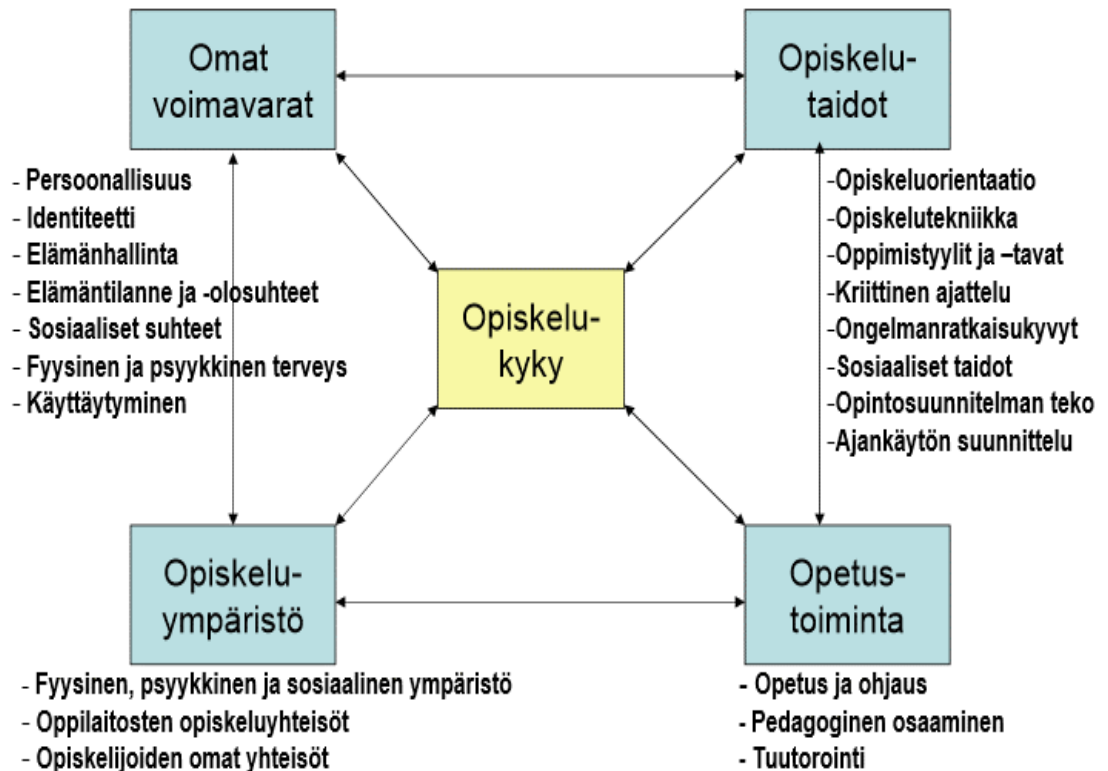 Omat
voimavarat
Opiskelu-
taidot
- Persoonallisuus
- Identiteetti
- Elämänhallinta
- Elämäntilanne ja -olosuhteet
- Sosiaaliset suhteet
- Fyysinen ja psyykkinen terveys
- Käyttäytyminen
-Opiskeluorientaatio
-Opiskelutekniikka
-Oppimistyylit ja –tavat
-Kriittinen ajattelu
-Ongelmanratkaisukyvyt
-Sosiaaliset taidot
-Opintosuunnitelman teko
-Ajankäytön suunnittelu
Opiskelu-
kyky
Opiskelu-
ympäristö
Opetus-
toiminta
- Fyysinen, psyykkinen ja sosiaalinen ympäristö
- Oppilaitosten opiskeluyhteisöt
- Opiskelijoiden omat yhteisöt
- Opetus ja ohjaus
- Pedagoginen osaaminen
- Tuutorointi